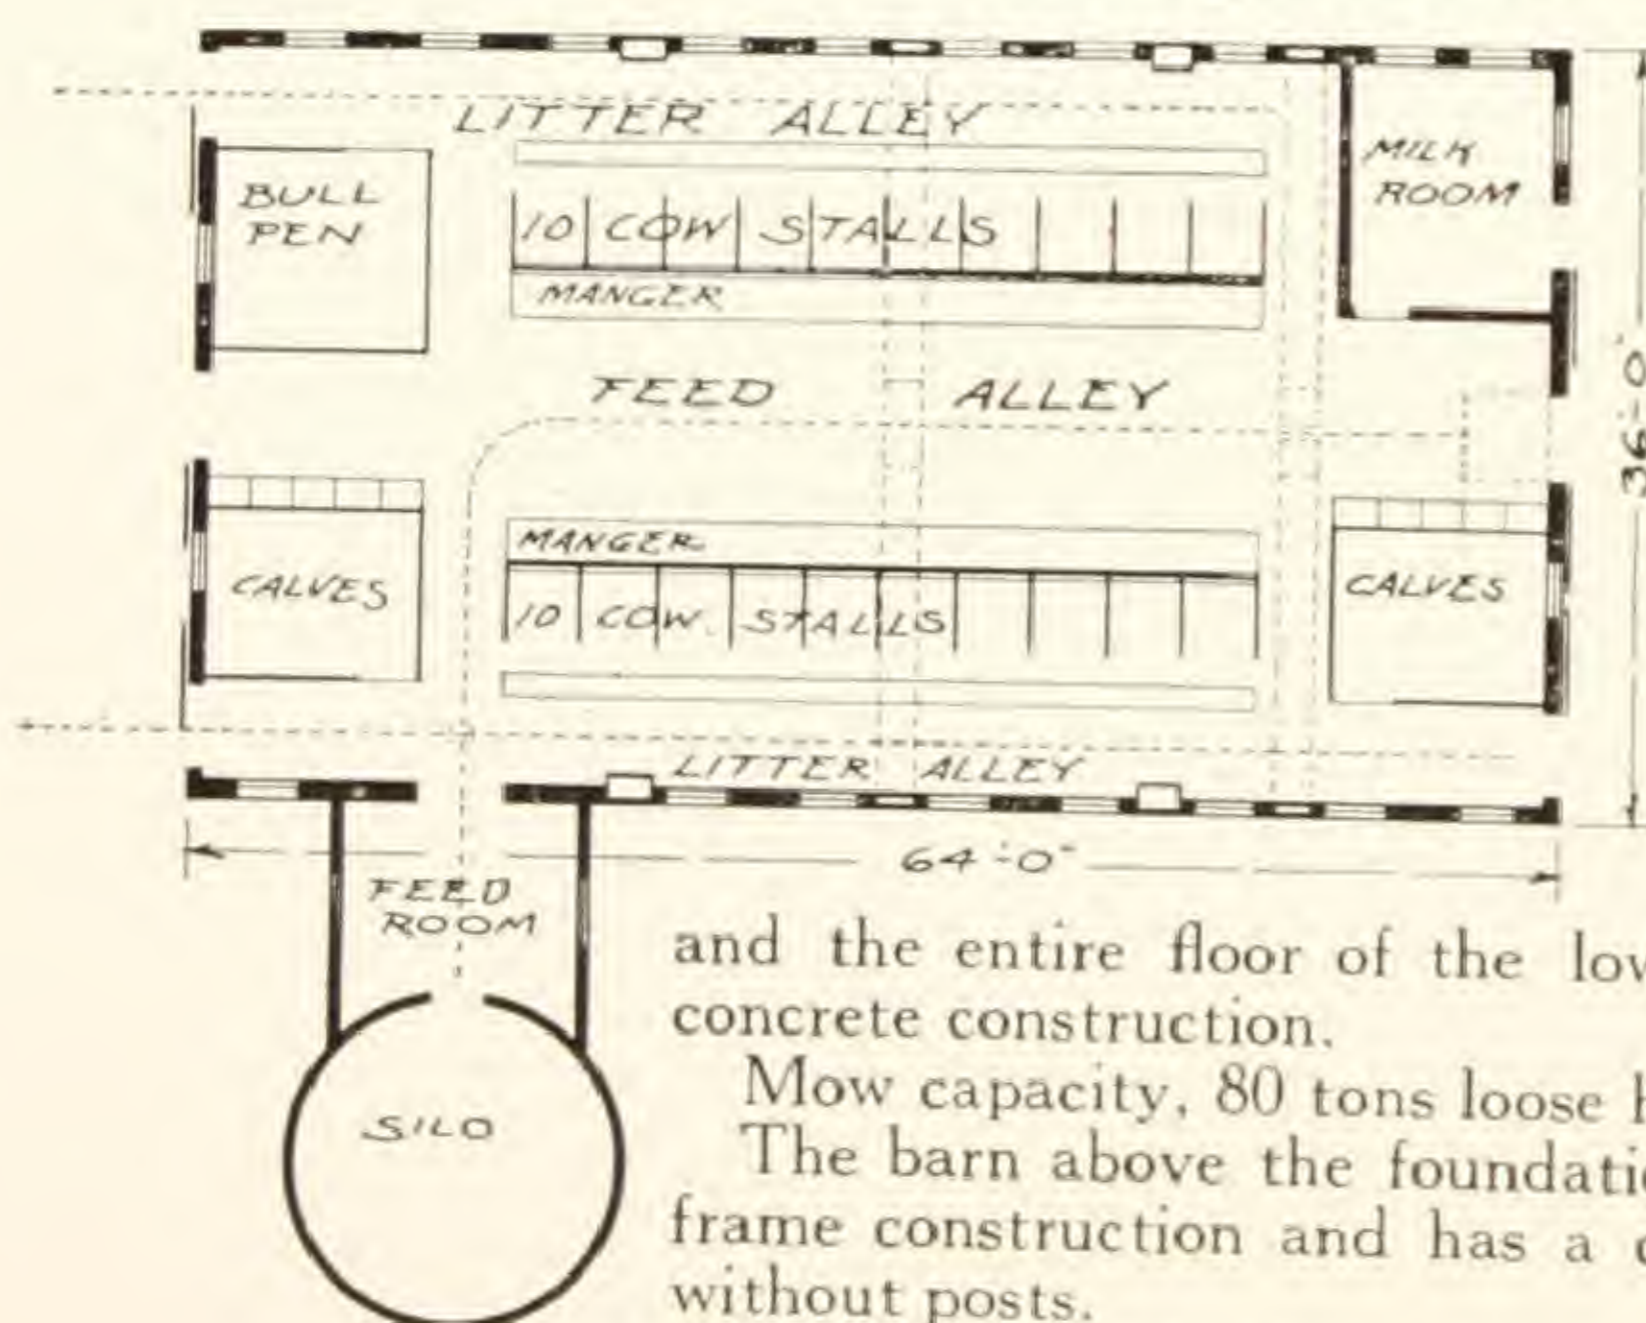 LITTER ALLEY
BULL
PEN
10 COW STALLS
MILK
ROOM
MANGER
FEED ALLEY
36'-0"
MANGER
CALVES
10 COW. STALLS
CALVES
LITTER ALLEY
64'-0"
FEED
ROOM
SILO
and the entire floor of the
concrete construction.
Mow capacity, 80 tons loose
The barn above the
frame construction and has a
without posts.